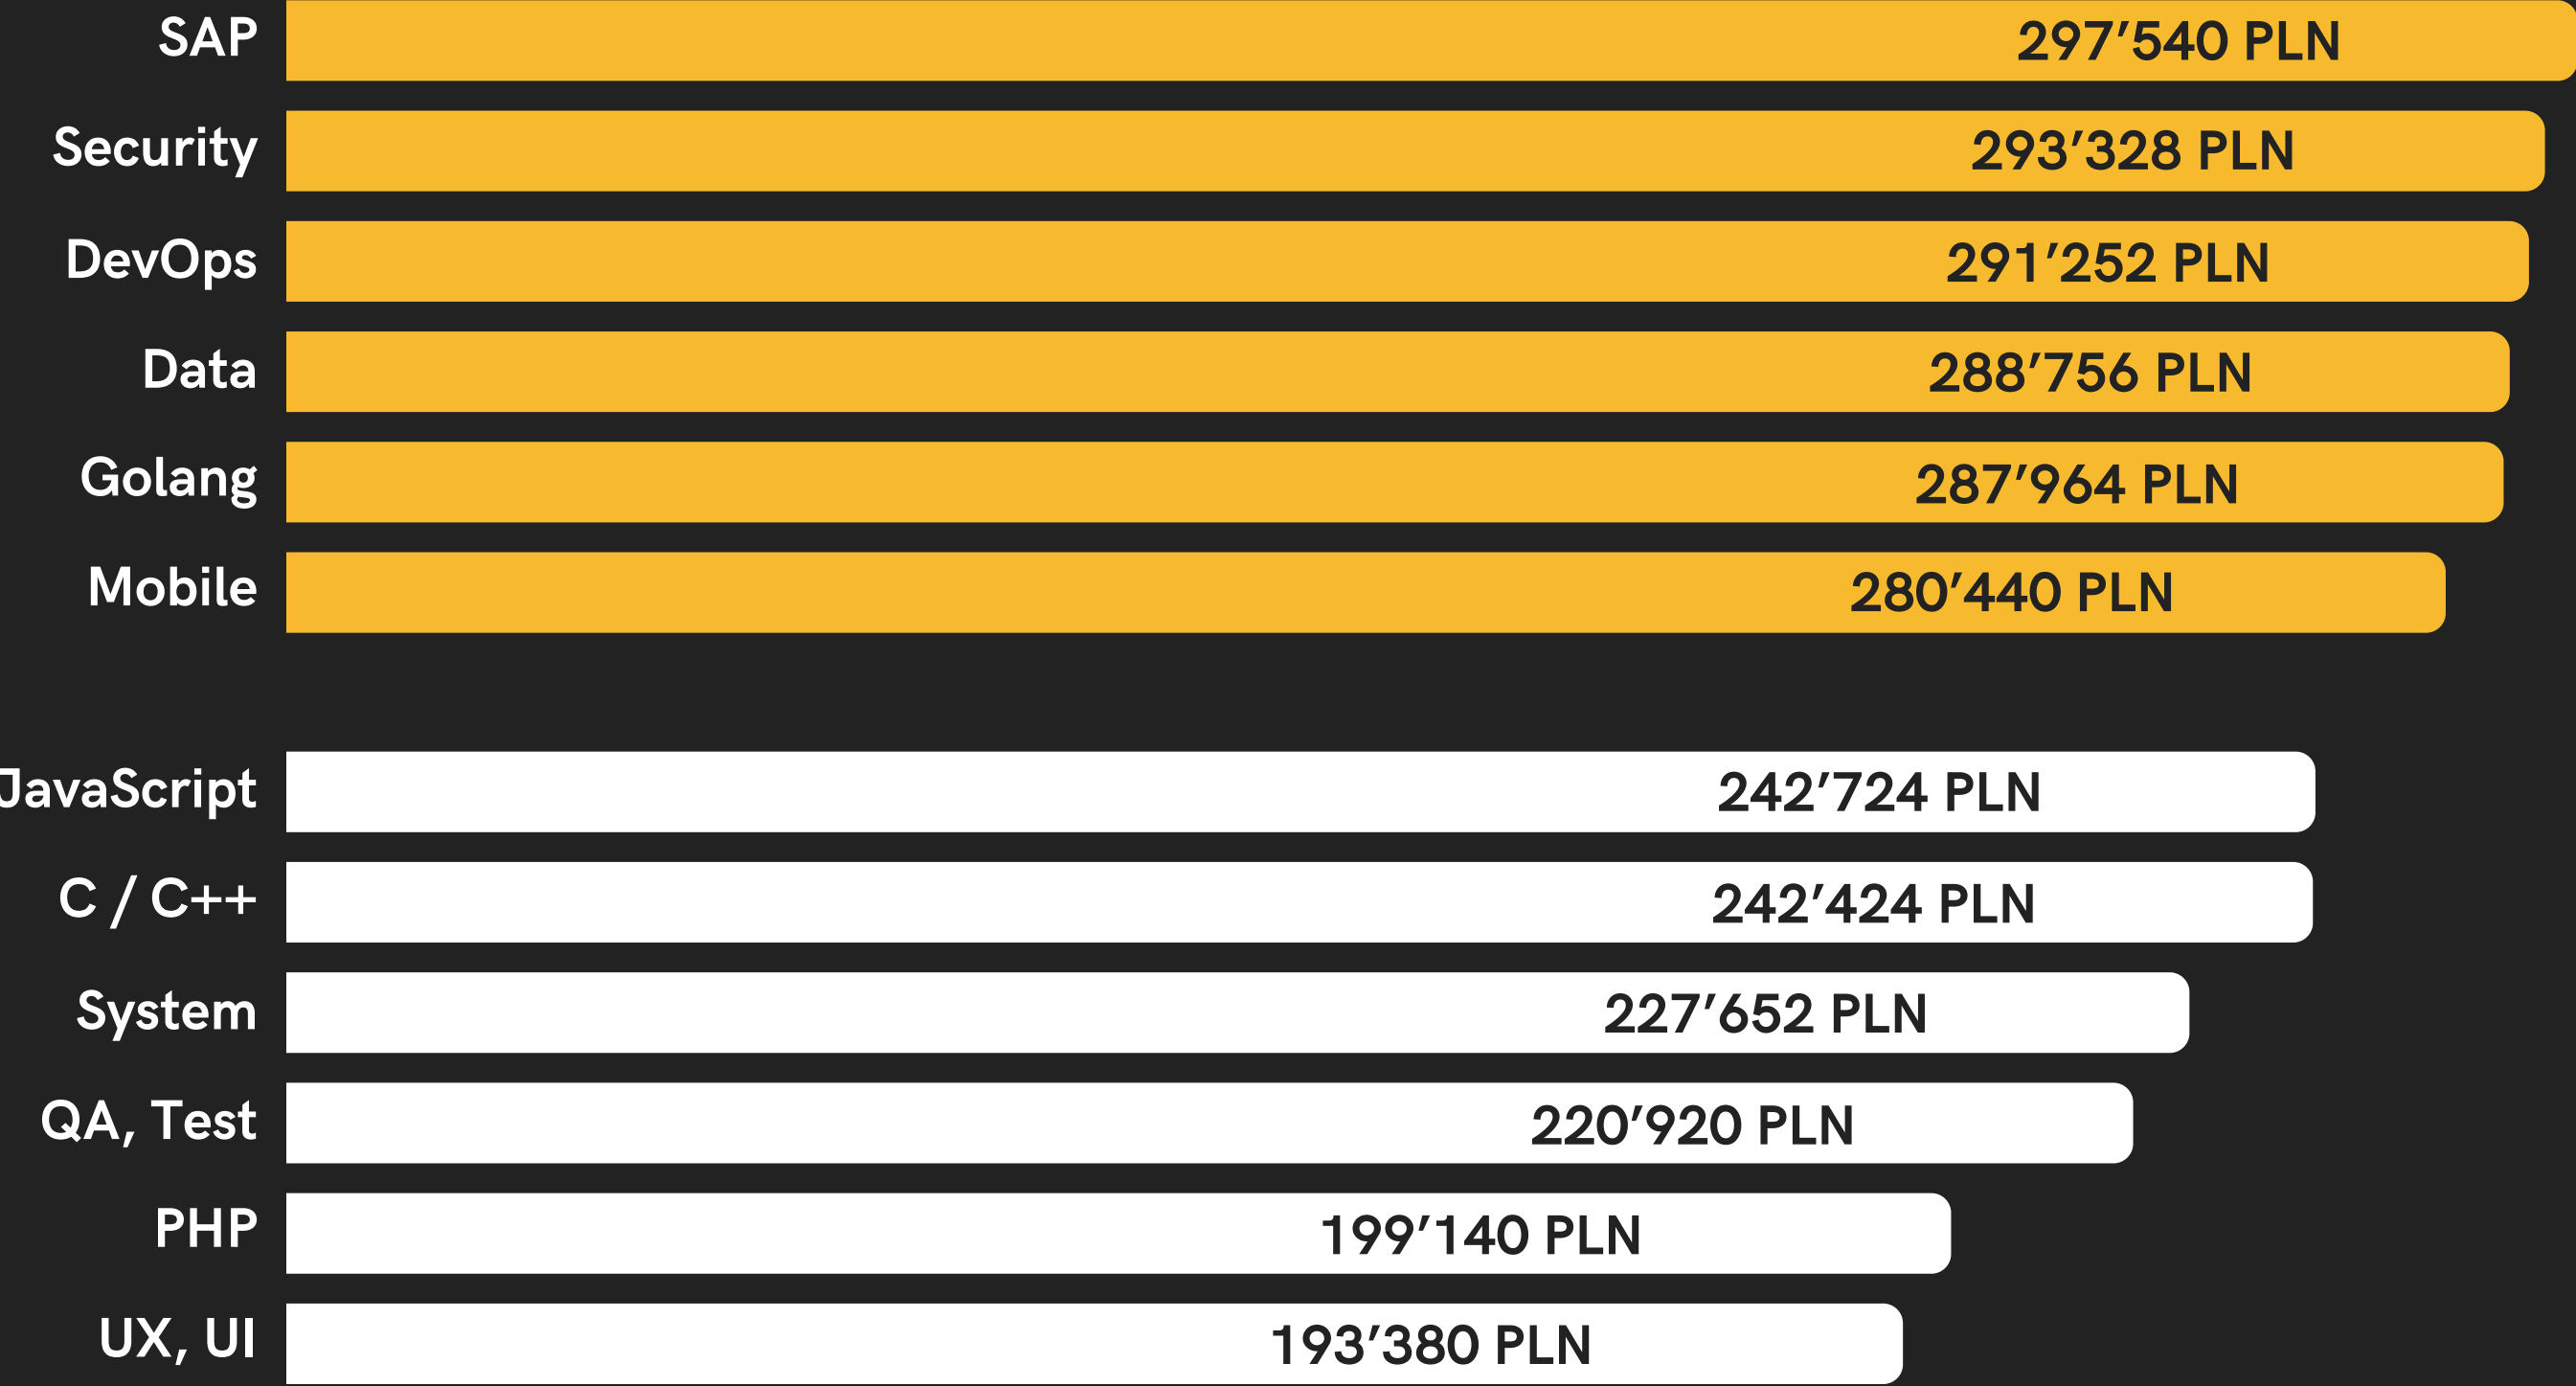 SAP 297’540 PLN
Security 293’328 PLN
DevOps 291’252 PLN
Data 288’756 PLN
Golang 287’964 PLN
Mobile 280’440 PLN
JavaScript 242’724 PLN
C / C++ 242’424 PLN
System 227’652 PLN
QA, Test 220’920 PLN
PHP 199’140 PLN
UX, UI 193’380 PLN